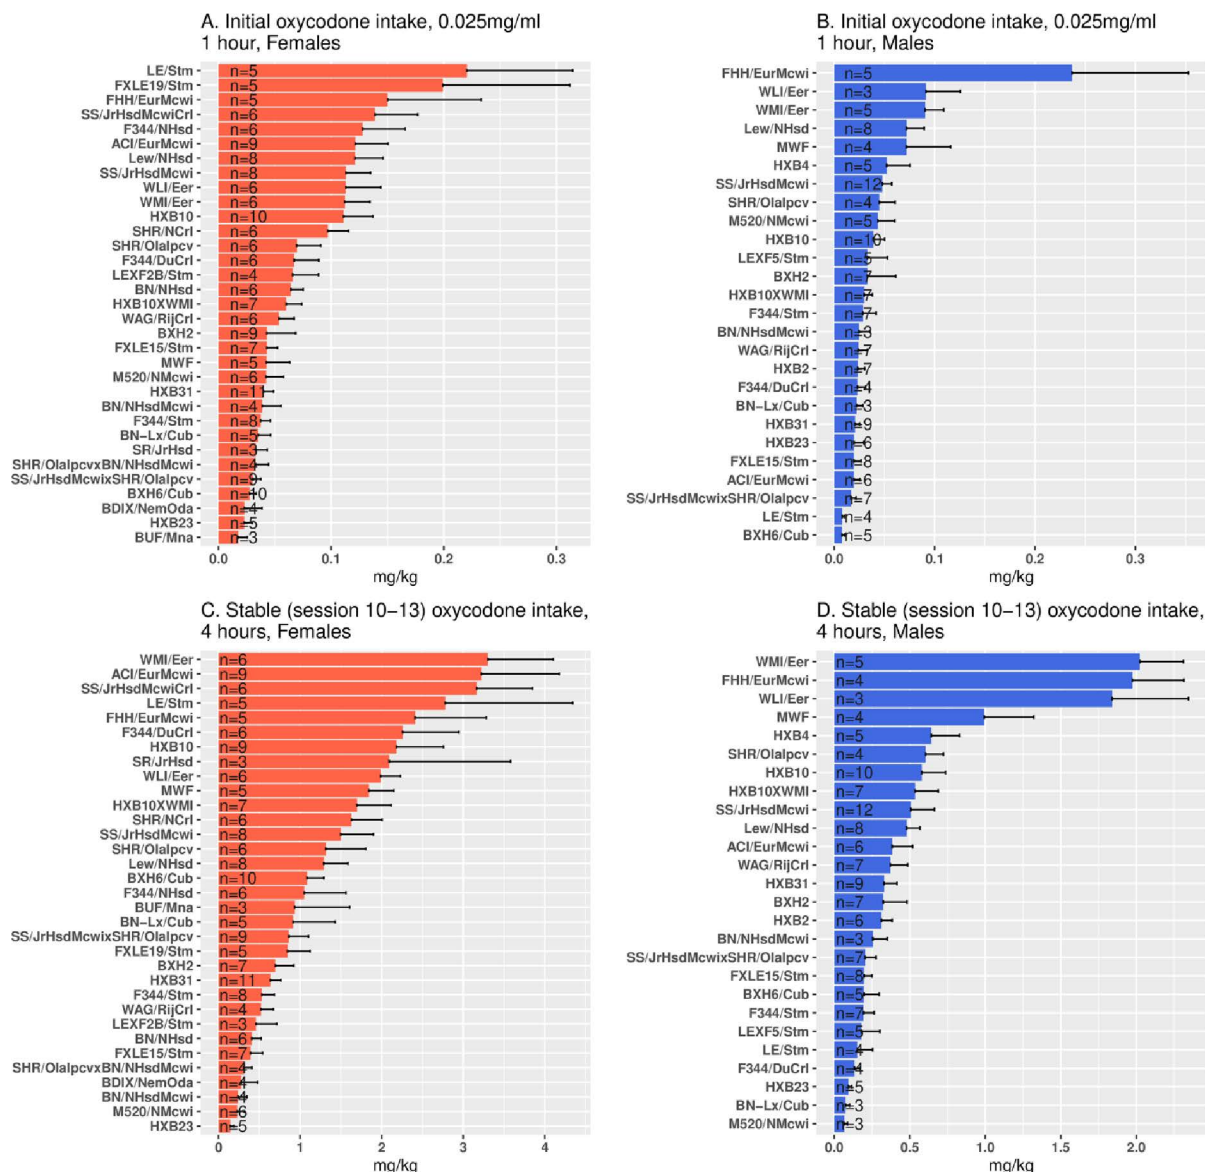 A. Initial oxycodone intake, 0.025mg/ml
1 hour, Females
LE/Stm n=5
FXLE19/Stm n=5
FHH/EurMcwi n=5
SS/JrHsdMcwiCrl n=6
F344/NHsd n=6
ACI/EurMcwi n=9
Lew/NHsd n=8
SS/JrHsdMcwi n=8
WLI/Eer n=6
WMI/Eer n=6
HXB10 n=10
SHR/NCrl n=6
SHR/Olalpcv n=6
F344/DuCrl n=6
LEXF2B/Stm n=4
BN/NHsd n=6
HXB10XWMI n=7
WAG/RijCrl n=6
BXH2 n=9
FXLE15/Stm n=7
MWF n=5
M520/NMcwi n=6
HXB31
BN/NHsdMcwi n=4
F344/Stm n=8
BN-Lx/Cub n=5
SR/JrHsd n=3
SHR/OlalpcvxBN/NHsdMcwi n=4
SS/JrHsdMcwixSHR/Olalpcv n=9
BXH6/Cub n=10
BDIX/NemOda n=4
HXB23 n=5
BUF/Mna n=3
0.0 0.1 0.2 0.3
mg/kg
B. Initial oxycodone intake, 0.025mg/ml
1 hour, Males
FHH/EurMcwi n=5
WLI/Eer n=3
WMI/Eer n=5
Lew/NHsd n=8
MWF n=4
HXB4 n=5
SS/JrHsdMcwi n=12
SHR/Olalpcv n=4
M520/NMcwi n=5
HXB10 n=10
LEXF5/Stm n=5
BXH2 n=7
HXB10XWMI n=7
F344/Stm n=7
BN/NHsdMcwi n=3
WAG/RijCrl n=7
HXB2 n=7
F344/DuCrl n=4
BN-Lx/Cub n=3
HXB31 n=9
HXB23 n=6
FXLE15/Stm n=8
ACI/EurMcwi n=6
SS/JrHsdMcwixSHR/Olalpcv n=7
LE/Stm n=4
BXH6/Cub n=5
0.0 0.1 0.2 0.3
mg/kg
C. Stable (session 10-13) oxycodone intake,
4 hours, Females
WMI/Eer n=6
ACI/EurMcwi n=9
SS/JrHsdMcwiCrl n=6
LE/Stm n=5
FHH/EurMcwi n=5
F344/DuCrl n=6
HXB10 n=9
SR/JrHsd n=3
WLI/Eer n=6
MWF n=5
HXB10XWMI n=7
SHR/NCrl n=6
SS/JrHsdMcwi n=8
SHR/Olalpcv n=6
Lew/NHsd n=8
BXH6/Cub n=10
F344/NHsd n=6
BUF/Mna n=3
BN-Lx/Cub n=5
SS/JrHsdMcwixSHR/Olalpcv n=9
FXLE19/Stm n=5
BXH2 n=7
HXB31 n=11
F344/Stm n=8
WAG/RijCrl n=4
LEXF2B/Stm n=3
BN/NHsd n=6
FXLE15/Stm n=7
SHR/OlalpcvxBN/NHsdMcwi n=4
BDIX/NemOda n=4
BN/NHsdMcwi n=4
M520/NMcwi n=6
HXB23 n=5
0 1 2 3 4
mg/kg
D. Stable (session 10-13) oxycodone intake,
4 hours, Males
WMI/Eer n=5
FHH/EurMcwi n=4
WLI/Eer n=3
MWF n=4
HXB4 n=5
SHR/Olalpcv n=4
HXB10 n=10
HXB10XWMI n=7
SS/JrHsdMcwi n=12
Lew/NHsd n=8
ACI/EurMcwi n=6
WAG/RijCrl n=7
HXB31 n=9
BXH2 n=7
HXB2 n=6
BN/NHsdMcwi n=3
SS/JrHsdMcwixSHR/Olalpcv n=7
FXLE15/Stm n=8
BXH6/Cub n=5
F344/Stm n=7
LEXF5/Stm n=5
LE/Stm n=4
F344/DuCrl n=4
HXB23 n=5
BN-Lx/Cub n=3
M520/NMcwi n=3
0.0 0.5 1.0 1.5 2.0
mg/kg